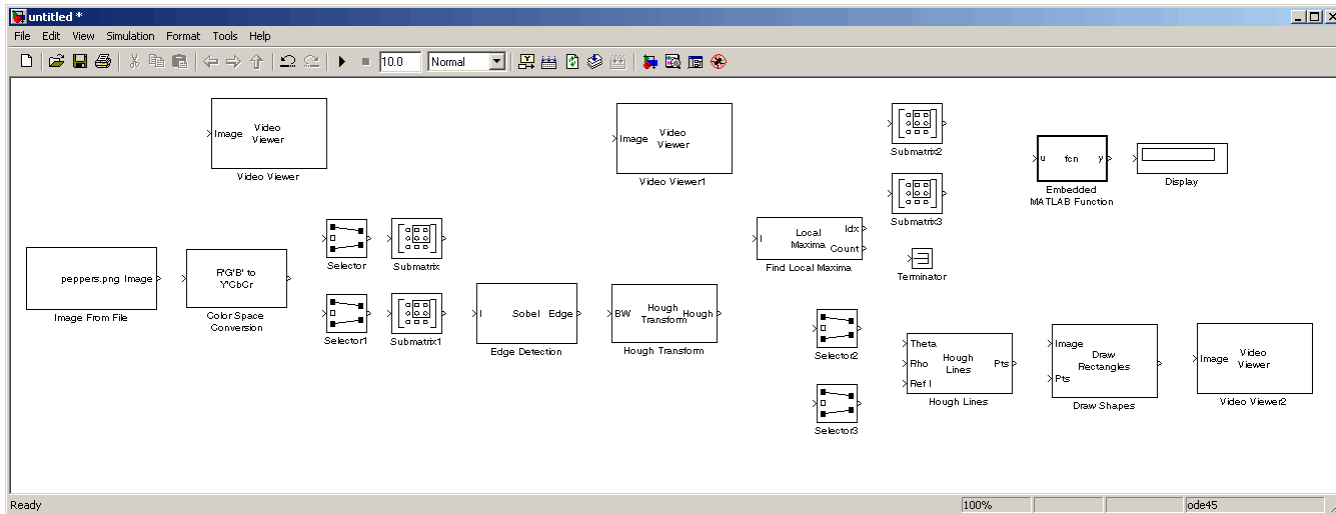 untitled *
File Edit View Simulation Format Tools Help
10.0 Normal
Image Video Viewer
Video Viewer
Image Video Viewer
Video Viewer1
Submatrix2
u fcn y
Embedded
MATLAB Function
Display
Submatrix3
peppers.png Image
Image From File
R'G'B' to
Y'CbCr
Color Space
Conversion
Selector
Submatrix
Selector1
Submatrix1
I Sobel Edge
Edge Detection
BW Hough Transform Hough
Hough Transform
I Local Maxima Idx
Count
Find Local Maxima
Terminator
Selector2
Selector3
Theta
Rho Hough Lines Pts
Ref I
Hough Lines
Image Draw Rectangles
Pts
Draw Shapes
Image Video Viewer
Video Viewer2
Ready 100% ode45